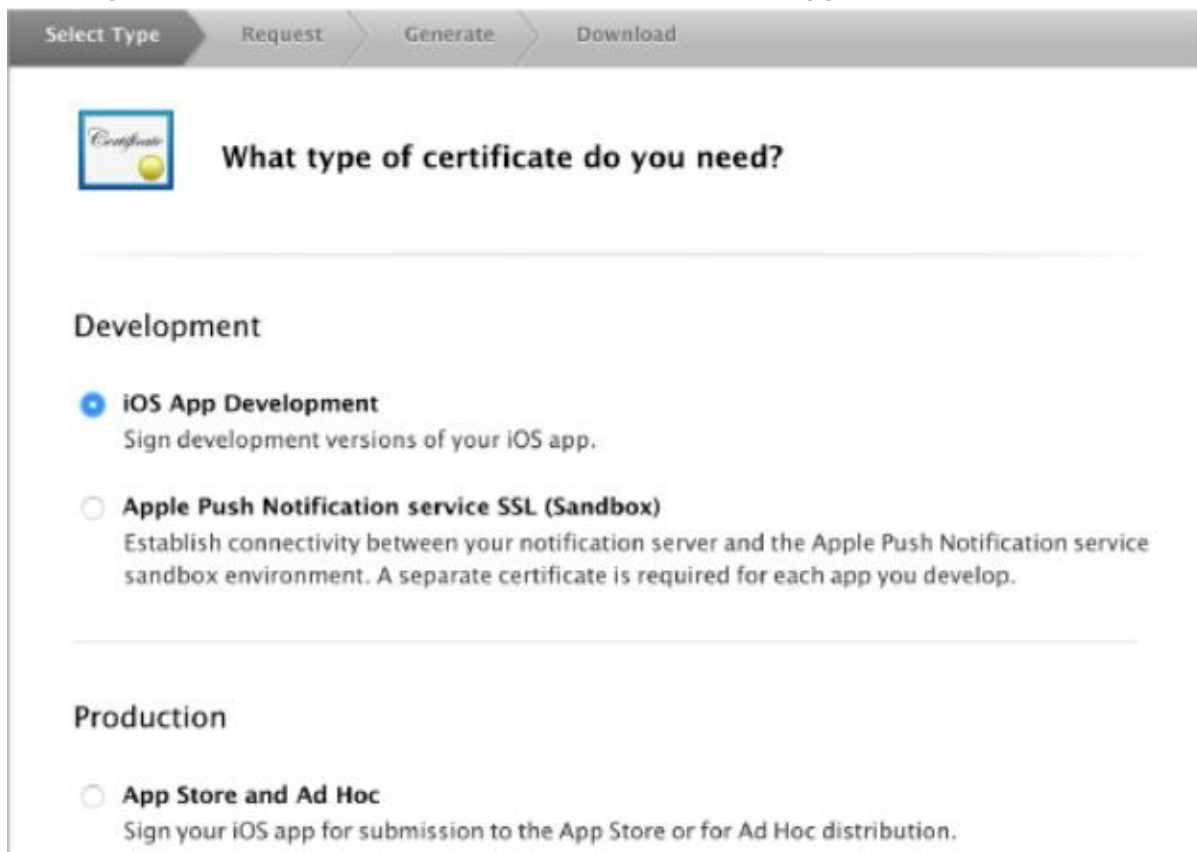 Select Type Request Generate Download
Certificate
What type of certificate do you need?
Development
iOS App Development
Sign development versions of your iOS app.
Apple Push Notification service SSL (Sandbox)
Establish connectivity between your notification server and the Apple Push Notification service
sandbox environment. A separate certificate is required for each app you develop.
Production
App Store and Ad Hoc
Sign your iOS app for submission to the App Store or for Ad Hoc distribution.